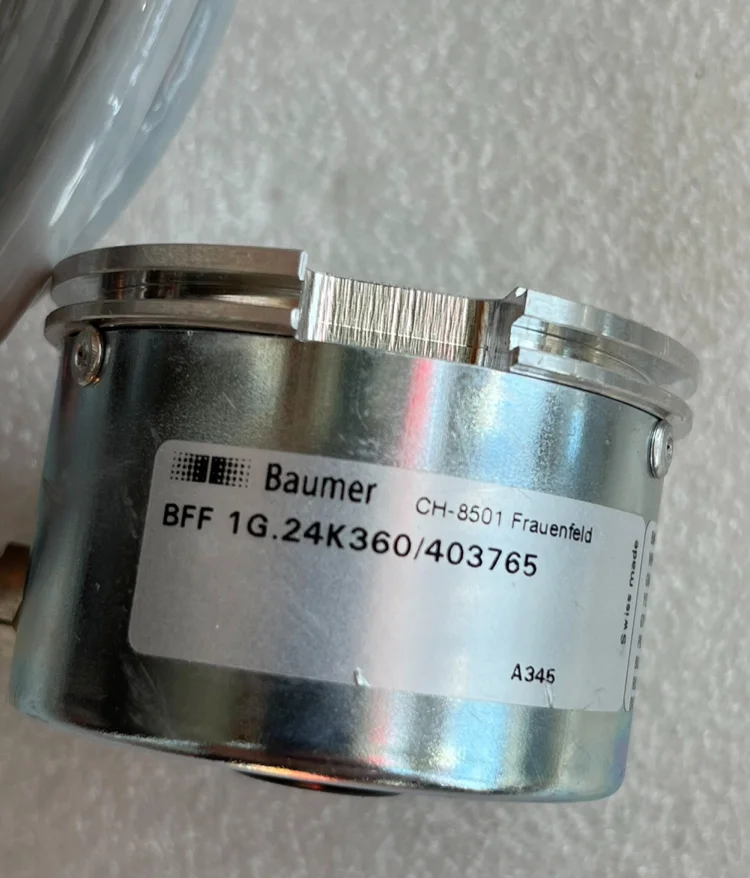 Baumer CH-8501 Frauenfeld
BFF 1G.24K360/403765
A345
Swiss made